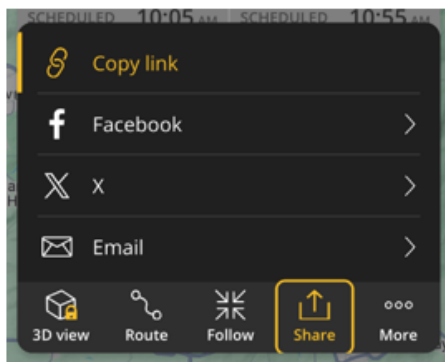 SCHEDULED 10:05 AM SCHEDULED 10:55 AM
Copy link
Facebook
X
Email
3D view Route Follow Share More